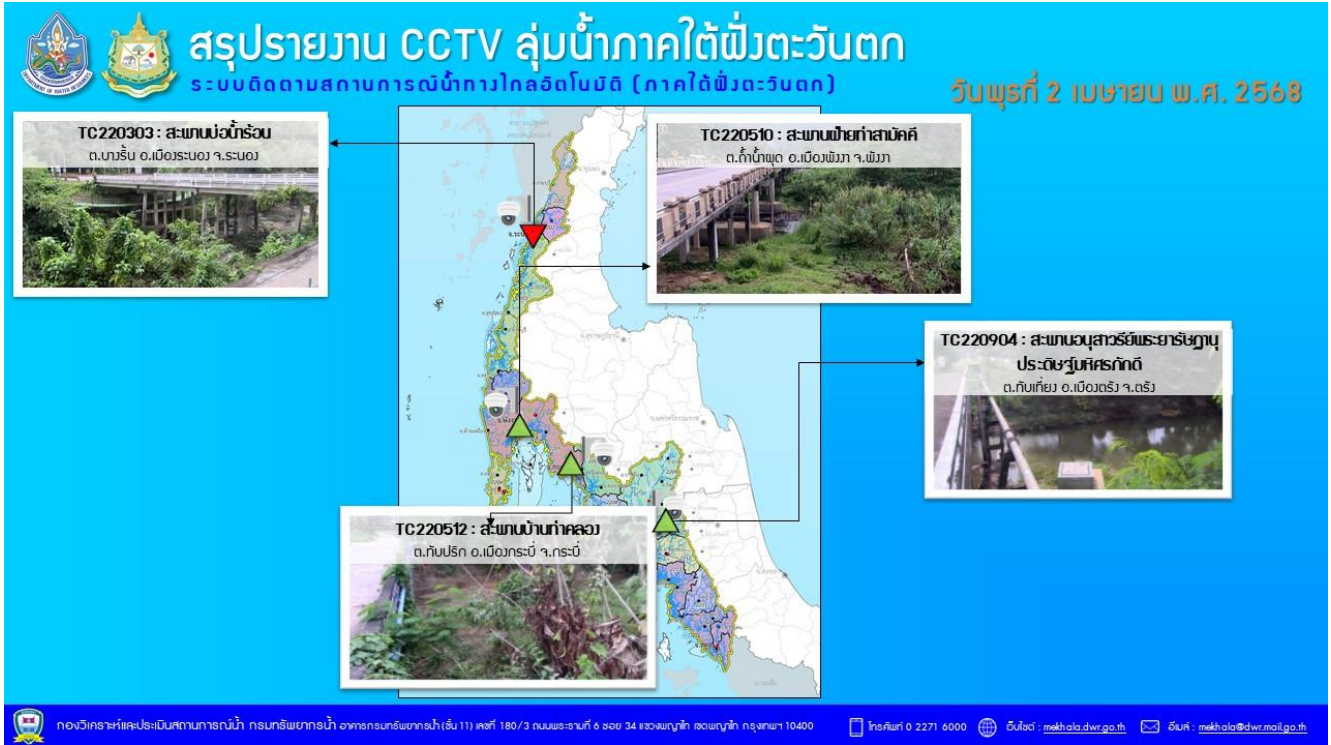 สรุปรายงาน CCTV ลุ่มน้ำภาคใต้ฝั่งตะวันตก
ระบบติดตามสถานการณ์น้ำทางไกลอัตโนมัติ (ภาคใต้ฝั่งตะวันตก)
วันพุธที่ 2 เมษายน พ.ศ. 2568
TC220303 : สะพานบ่อน้ำร้อน
ต.บางริ้น อ.เมืองระนอง จ.ระนอง
TC220510 : สะพานฝายท่าสามัคคี
ต.ถ้ำน้ำผุด อ.เมืองพังงา จ.พังงา
TC220904 : สะพานอนุสาวรีย์พระยารัษฎานุ
ประดิษฐ์มหิศรภักดี
ต.ทับเที่ยง อ.เมืองตรัง จ.ตรัง
TC220512 : สะพานบ้านท่าคลอง
ต.ทับปริก อ.เมืองกระบี่ จ.กระบี่
กองวิเคราะห์และประเมินสถานการณ์น้ำ กรมทรัพยากรน้ำ อาคารกรมทรัพยากรน้ำ (ชั้น 11) เลขที่ 180/3 ถนนพระรามที่ 6 ซอย 34 แขวงพญาไท เขตพญาไท กรุงเทพฯ 10400
โทรศัพท์ 0 2271 6000
เว็บไซต์ : mekhala.dwr.go.th
อีเมล์ : mekhala@dwr.mail.go.th